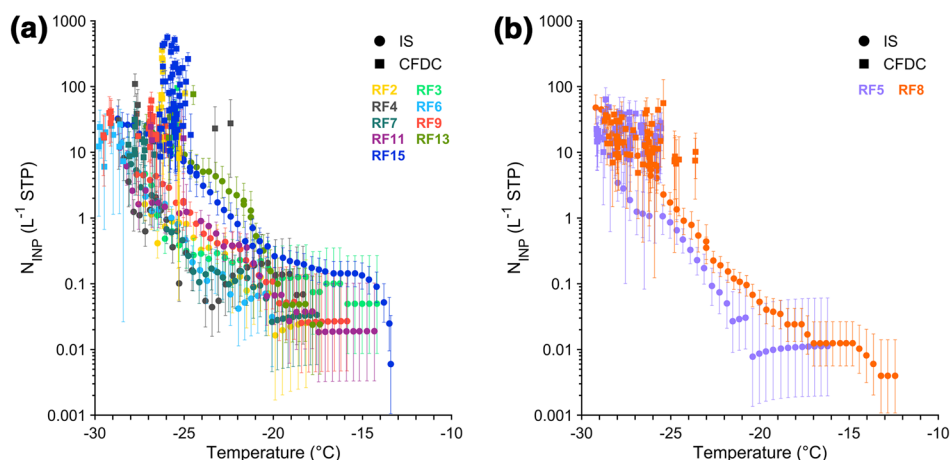 (a)
1000
100
10
1
0.1
0.01
0.001
N_INP (L^-1 STP)
-30 -25 -20 -15 -10
Temperature (°C)
IS
CFDC
RF2 RF3
RF4 RF6
RF7 RF9
RF11 RF13
RF15
(b)
1000
100
10
1
0.1
0.01
0.001
N_INP (L^-1 STP)
-30 -25 -20 -15 -10
Temperature (°C)
IS
CFDC
RF5 RF8